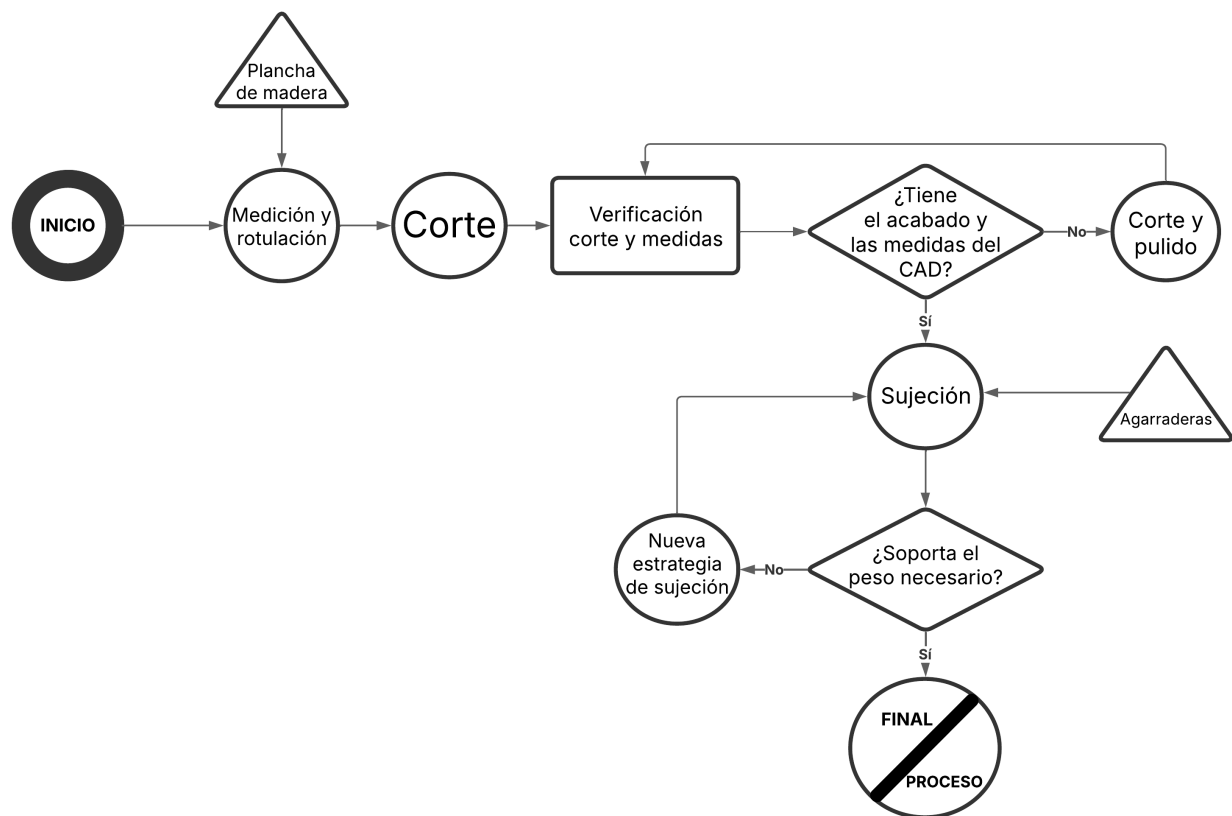 Plancha
de madera
INICIO
Medición y
rotulación
Corte
Verificación
corte y medidas
¿Tiene
el acabado y
las medidas del
CAD?
No
Corte y
pulido
Sí
Sujeción
Agarraderas
Nueva
estrategia
de sujeción
No
¿Soporta el
peso necesario?
Sí
FINAL
PROCESO